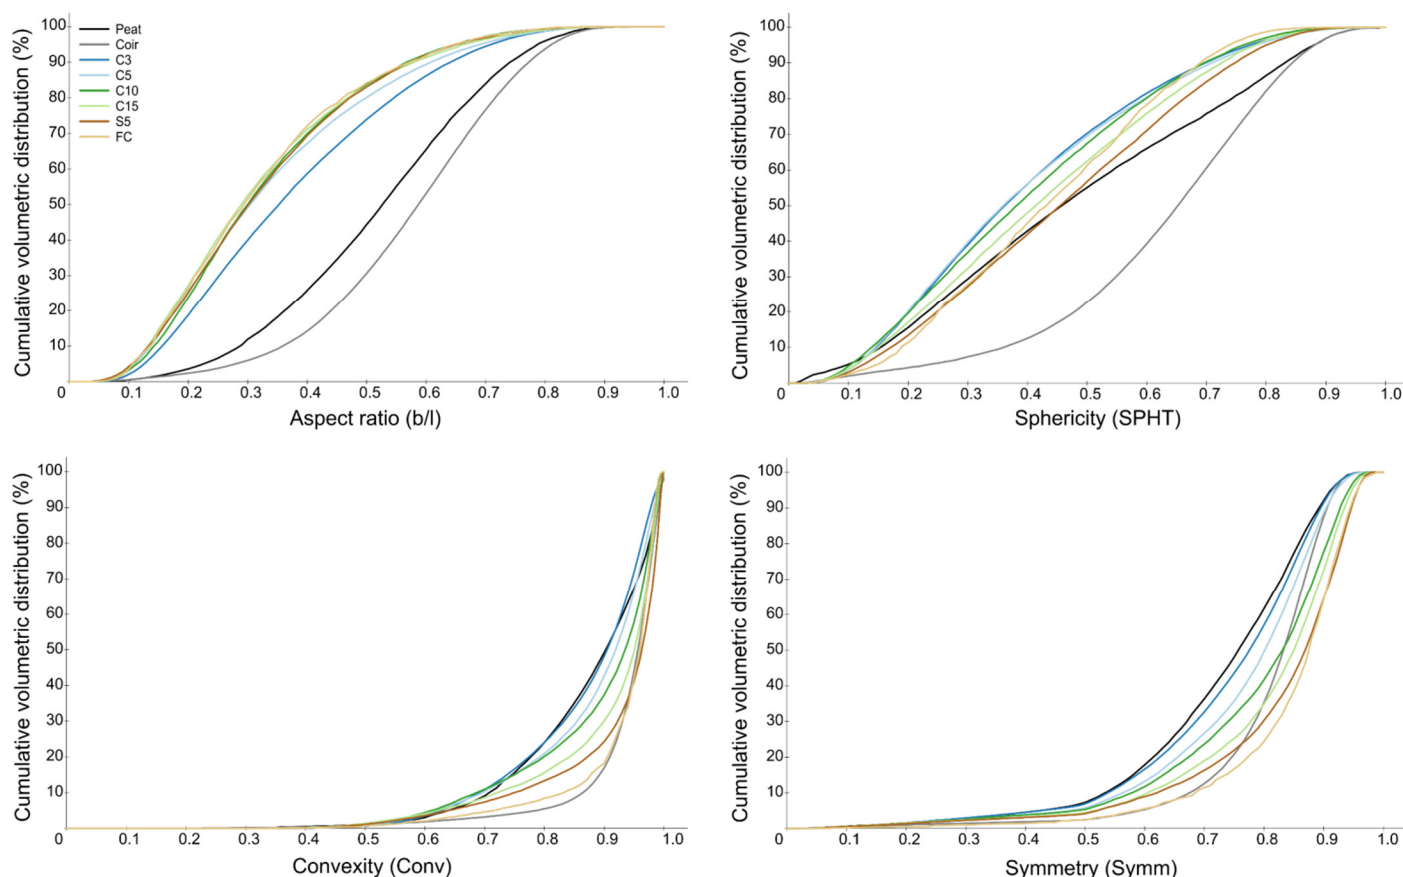 Cumulative volumetric distribution (%)
100
90
80
70
60
50
40
30
20
10
0
0.1 0.2 0.3 0.4 0.5 0.6 0.7 0.8 0.9 1.0
Aspect ratio (b/l)
Peat
Coir
C3
C5
C10
C15
S5
FC
Cumulative volumetric distribution (%)
100
90
80
70
60
50
40
30
20
10
0
0.1 0.2 0.3 0.4 0.5 0.6 0.7 0.8 0.9 1.0
Sphericity (SPHT)
Cumulative volumetric distribution (%)
100
90
80
70
60
50
40
30
20
10
0
0.1 0.2 0.3 0.4 0.5 0.6 0.7 0.8 0.9 1.0
Convexity (Conv)
Cumulative volumetric distribution (%)
100
90
80
70
60
50
40
30
20
10
0
0.1 0.2 0.3 0.4 0.5 0.6 0.7 0.8 0.9 1.0
Symmetry (Symm)